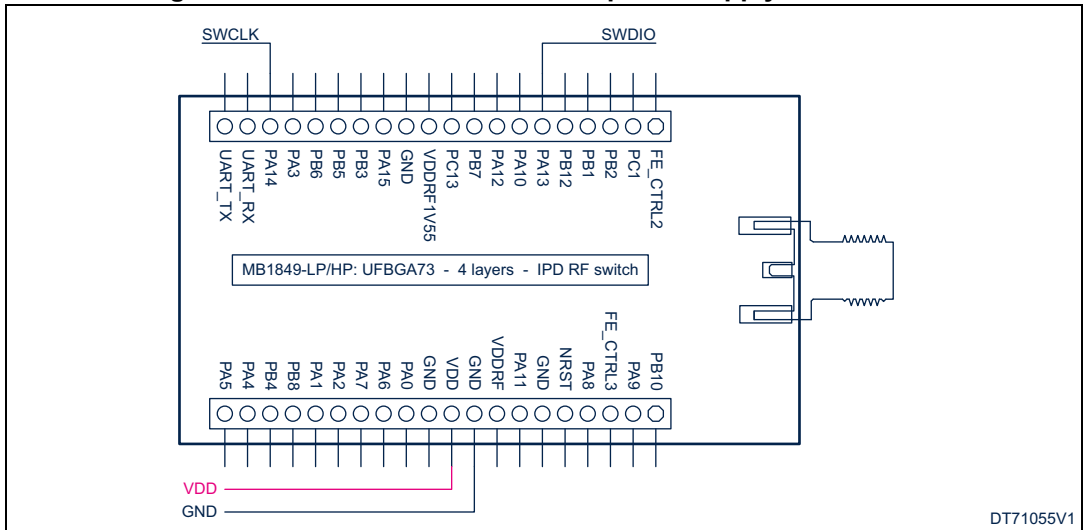 SWCLK SWDIO
UART_TX UART_RX PA14 PA3 PB6 PB5 PB3 PA15 GND VDDRF1V55 PC13 PB7 PA12 PA10 PA13 PB12 PB1 PB2 PC1 FE_CTRL2
MB1849-LP/HP: UFBGA73 - 4 layers - IPD RF switch
PA5 PA4 PB4 PB8 PA1 PA2 PA7 PA6 PA0 GND VDD GND VDDRF PA11 GND NRST PA8 FE_CTRL3 PA9 PB10
VDD
GND
DT71055V1